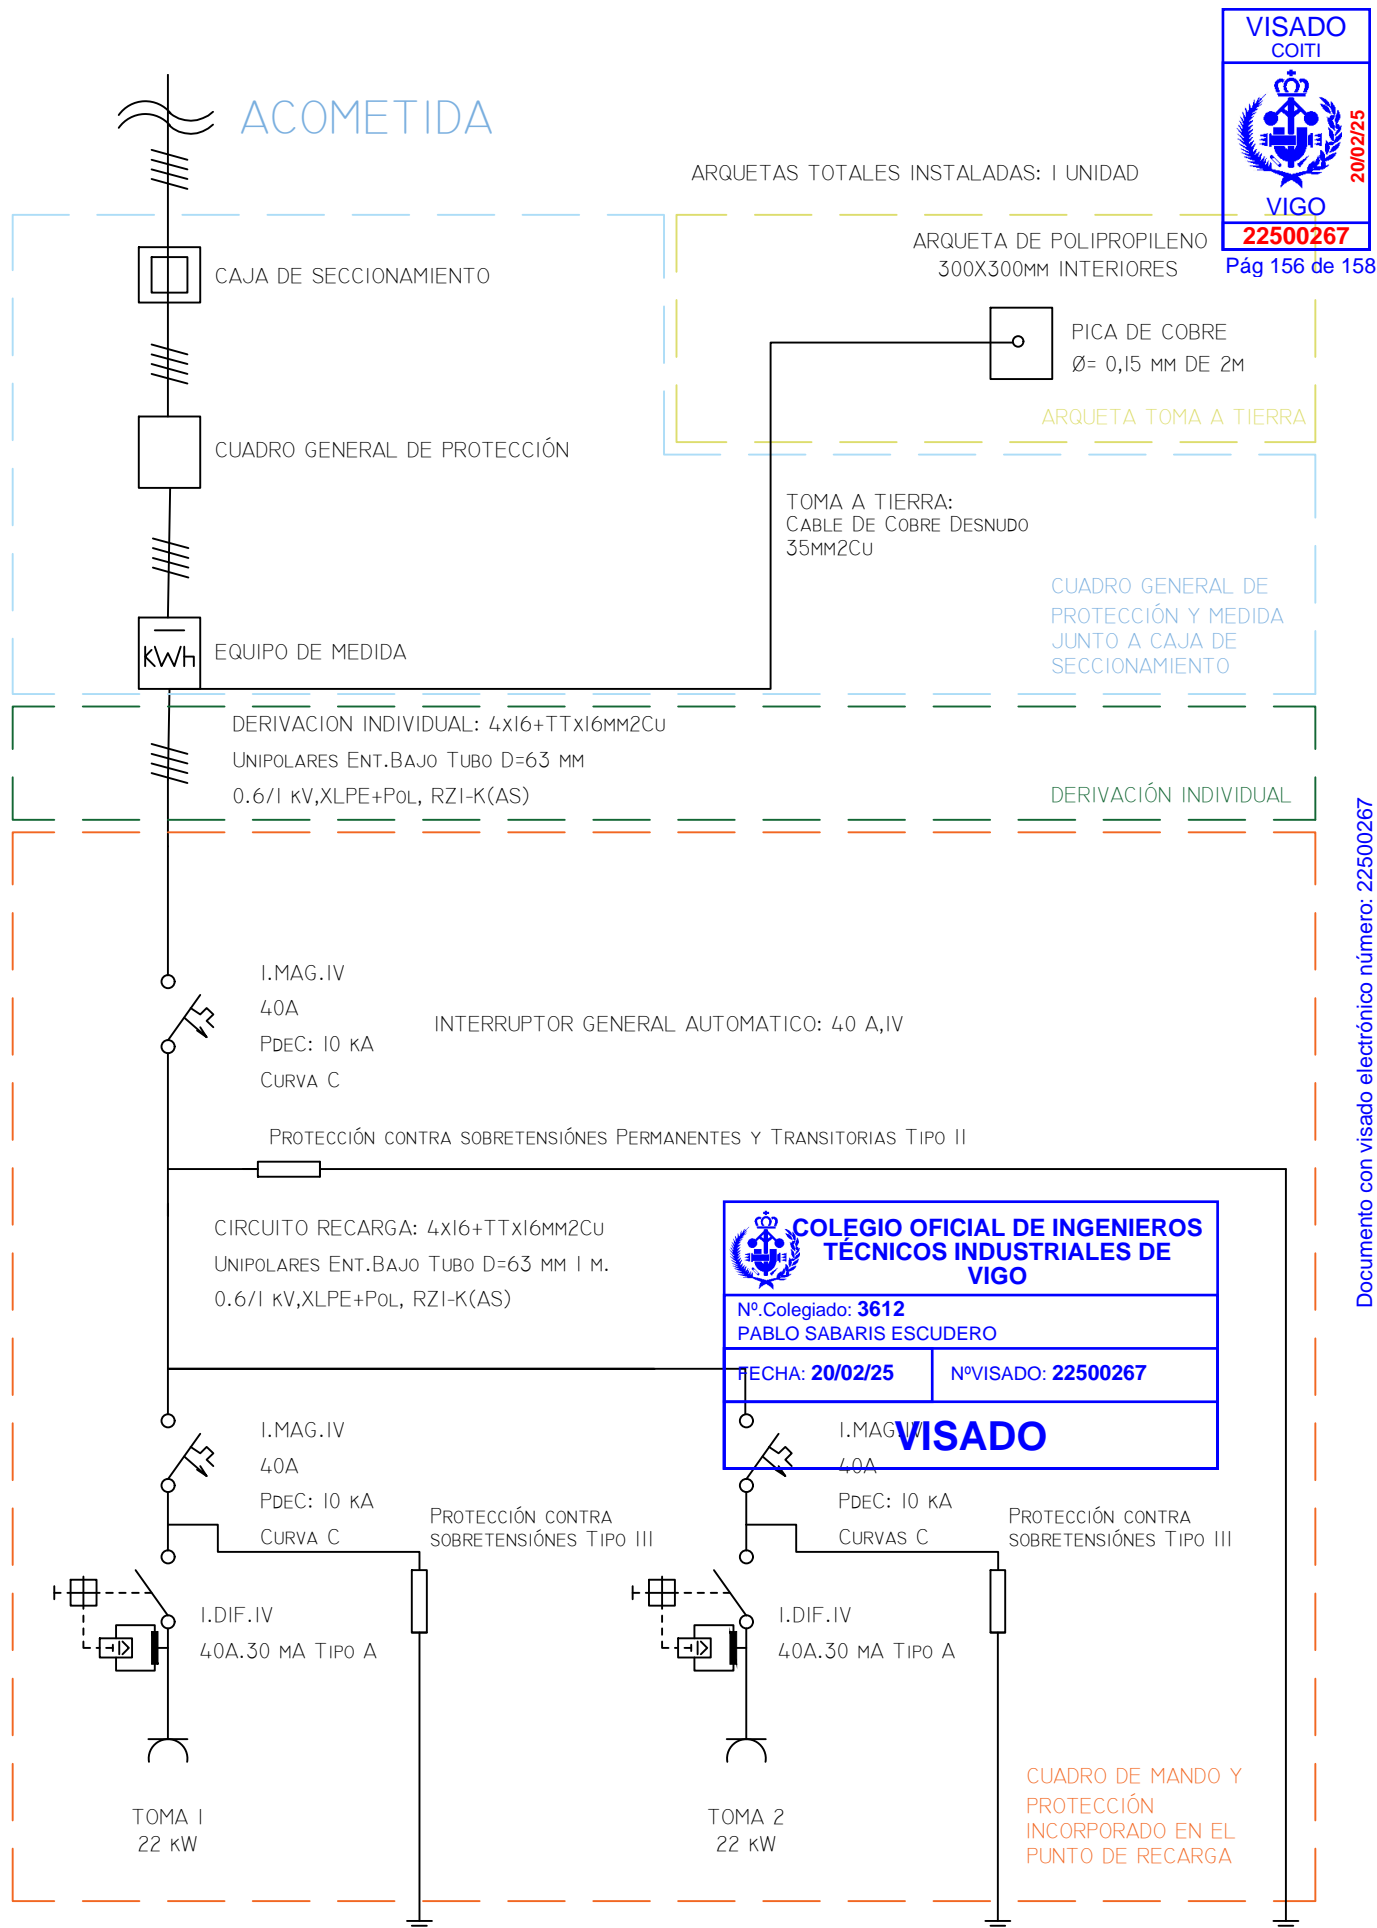 VISADO
COITI
20/02/25
VIGO
22500267
Pág 156 de 158
ACOMETIDA
ARQUETAS TOTALES INSTALADAS: 1 UNIDAD
ARQUETA DE POLIPROPILENO
300X300MM INTERIORES
CAJA DE SECCIONAMIENTO
PICA DE COBRE
Ø= 0,15 MM DE 2M
ARQUETA TOMA A TIERRA
CUADRO GENERAL DE PROTECCIÓN
TOMA A TIERRA:
CABLE DE COBRE DESNUDO
35MM2CU
CUADRO GENERAL DE
PROTECCIÓN Y MEDIDA
JUNTO A CAJA DE
SECCIONAMIENTO
KWh
EQUIPO DE MEDIDA
DERIVACION INDIVIDUAL: 4X16+TTX16MM2CU
UNIPOLARES ENT.BAJO TUBO D=63 MM
0.6/1 KV,XLPE+POL, RZ1-K(AS)
DERIVACIÓN INDIVIDUAL
Documento con visado electrónico número: 22500267
I.MAG.IV
40A
PDEC: 10 KA
CURVA C
INTERRUPTOR GENERAL AUTOMATICO: 40 A,IV
PROTECCIÓN CONTRA SOBRETENSIÓNES PERMANENTES Y TRANSITORIAS TIPO II
CIRCUITO RECARGA: 4X16+TTX16MM2CU
UNIPOLARES ENT.BAJO TUBO D=63 MM 1 M.
0.6/1 KV,XLPE+POL, RZ1-K(AS)
COLEGIO OFICIAL DE INGENIEROS
TÉCNICOS INDUSTRIALES DE
VIGO
Nº.Colegiado: 3612
PABLO SABARIS ESCUDERO
FECHA: 20/02/25
NºVISADO: 22500267
VISADO
I.MAG.IV
40A
PDEC: 10 KA
CURVA C
PROTECCIÓN CONTRA
SOBRETENSIÓNES TIPO III
I.DIF.IV
40A.30 MA TIPO A
I.MAG.IV
40A
PDEC: 10 KA
CURVAS C
PROTECCIÓN CONTRA
SOBRETENSIÓNES TIPO III
I.DIF.IV
40A.30 MA TIPO A
TOMA 1
22 KW
TOMA 2
22 KW
CUADRO DE MANDO Y
PROTECCIÓN
INCORPORADO EN EL
PUNTO DE RECARGA